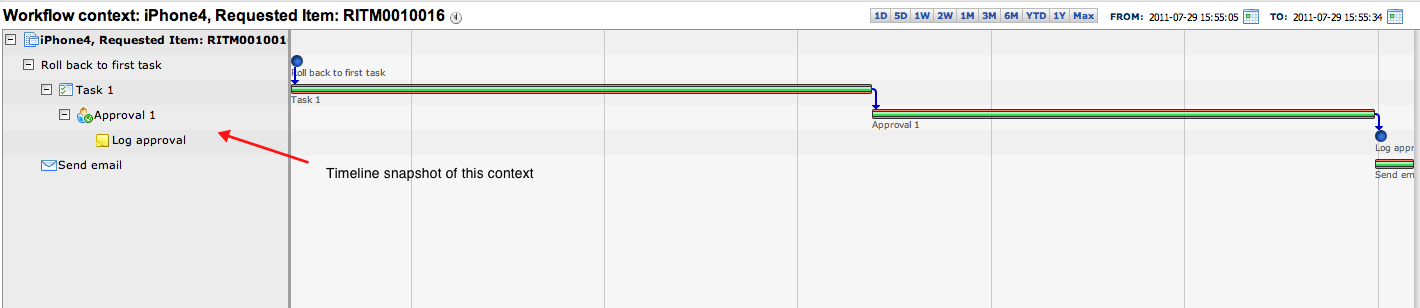 Workflow context: iPhone4, Requested Item: RITM0010016
1D 5D 1W 2W 1M 3M 6M YTD 1Y Max
FROM: 2011-07-29 15:55:05 TO: 2011-07-29 15:55:34
iPhone4, Requested Item: RITM001001
Roll back to first task
Roll back to first task
Task 1
Task 1
Approval 1
Approval 1
Log approval
Log appr
Send email
Send em
Timeline snapshot of this context